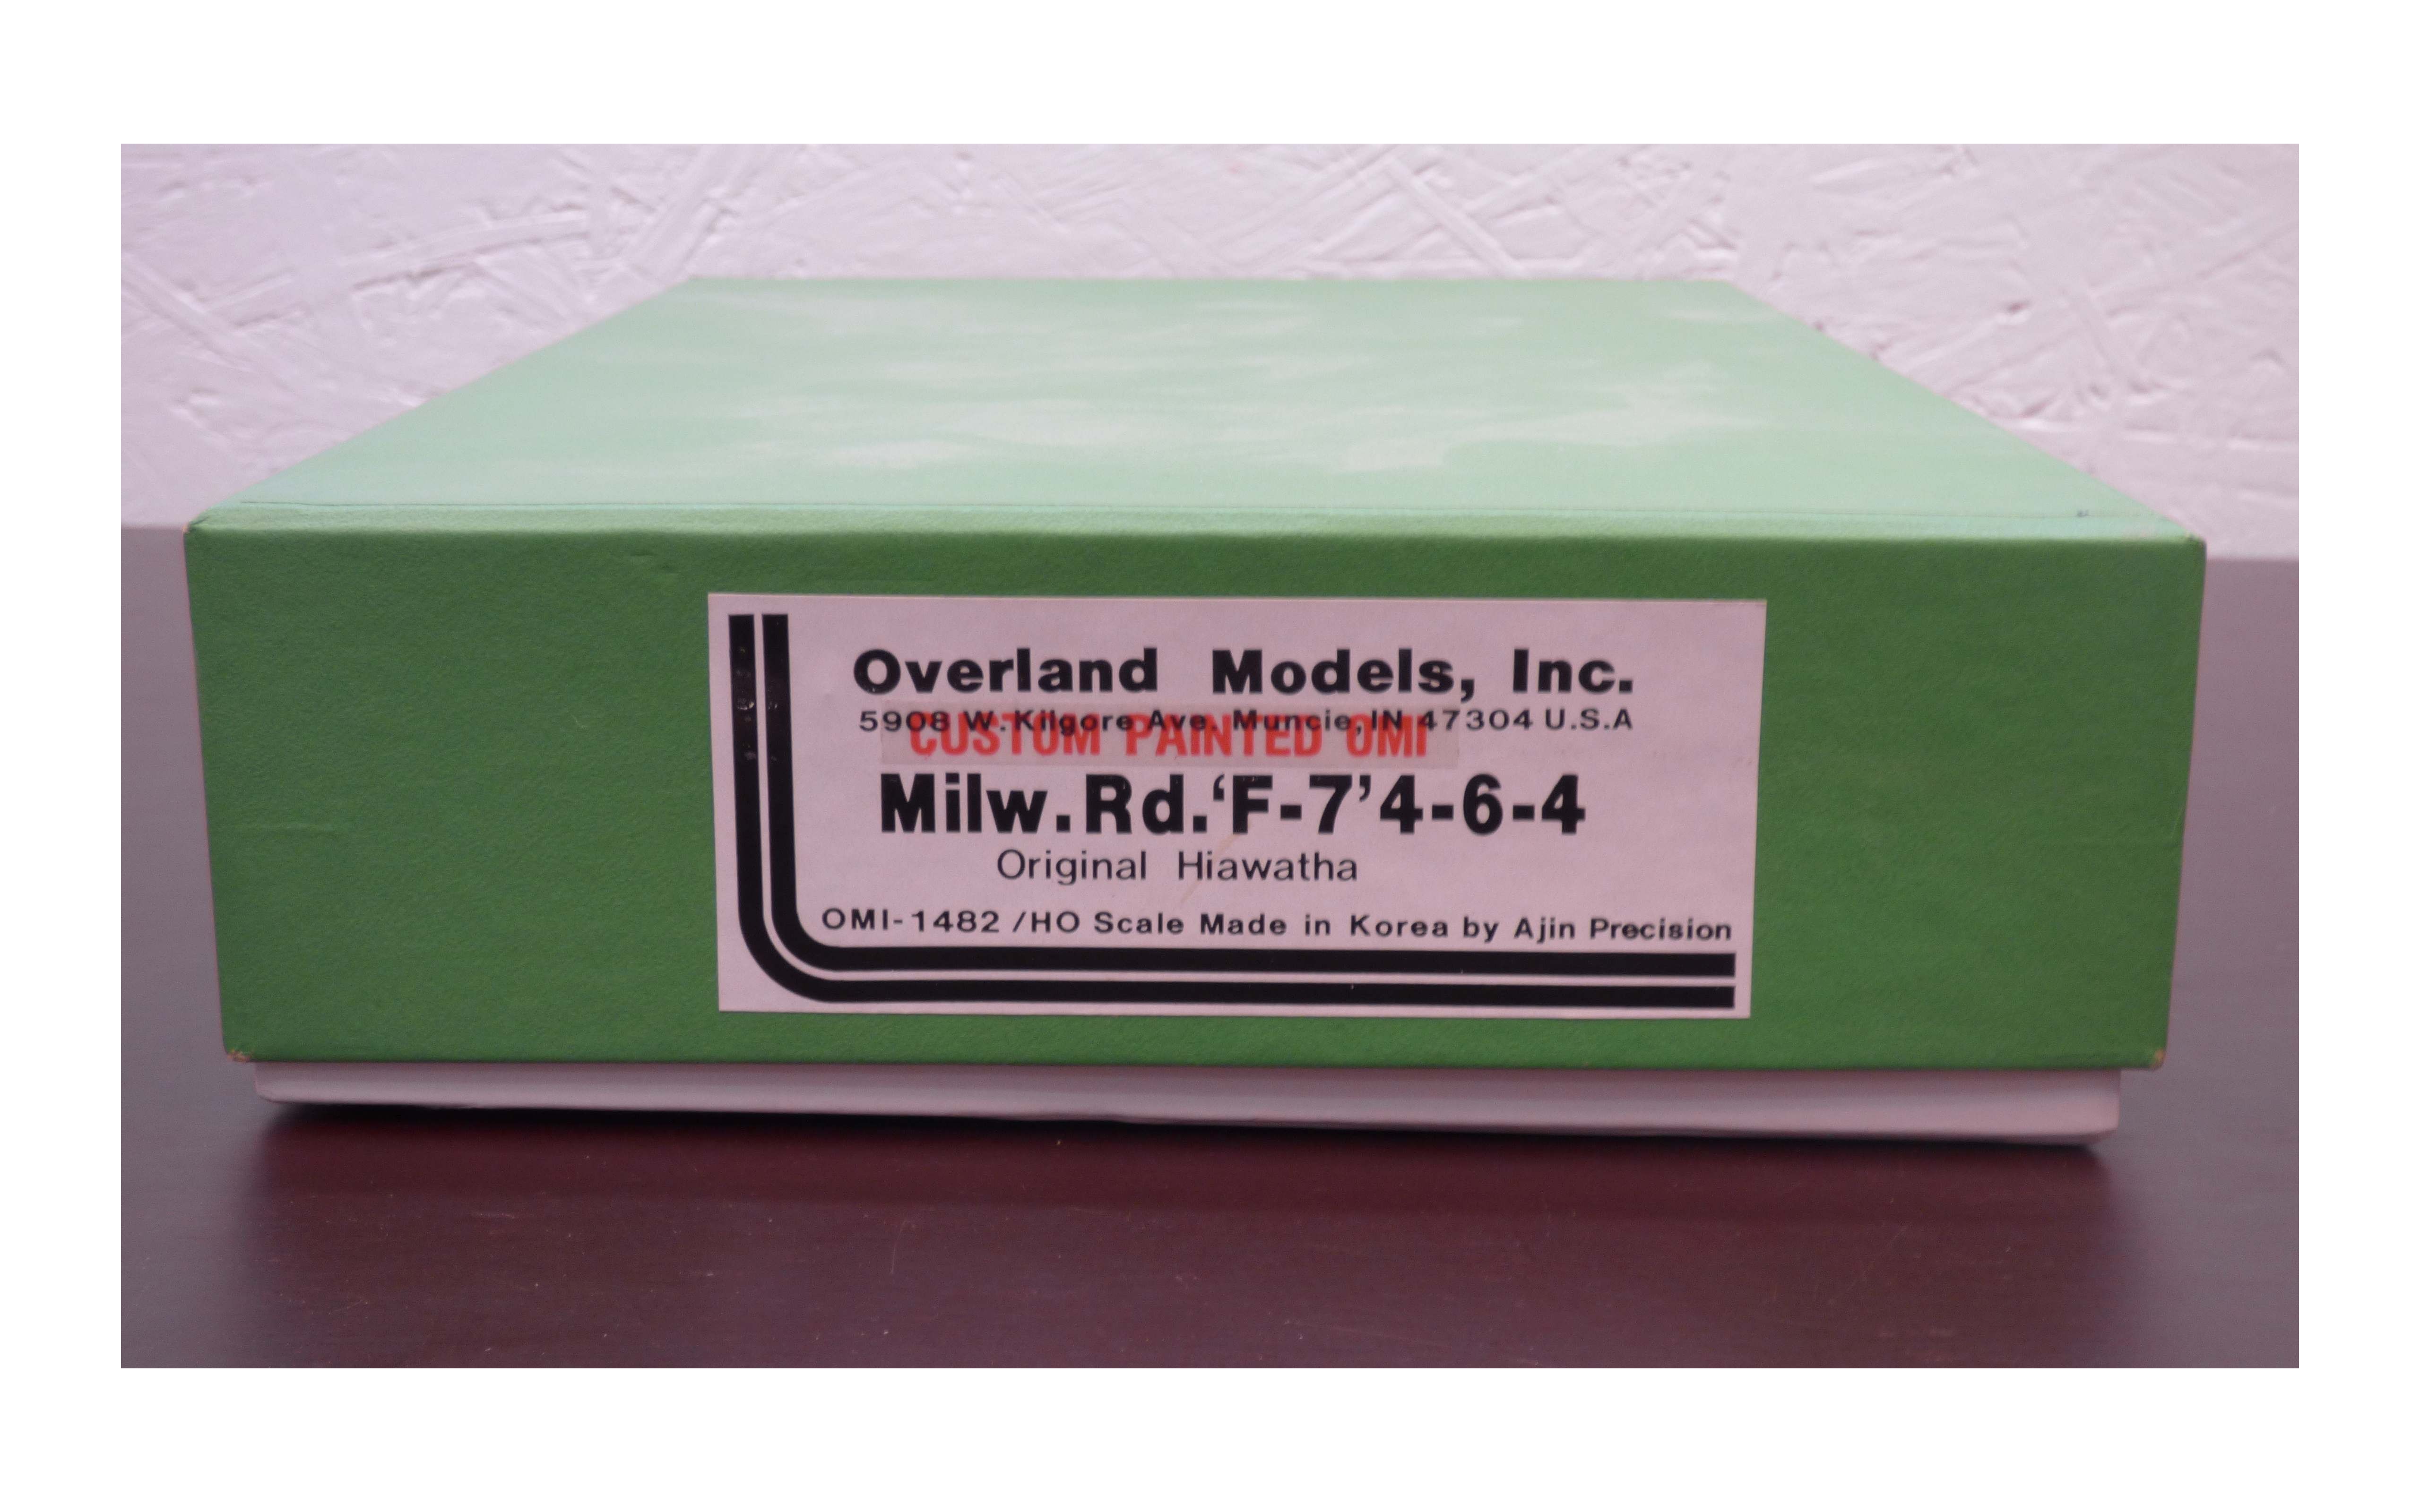 Overland Models, Inc.
5908 W. Kilgore Ave. Muncie, IN 47304 U.S.A
CUSTOM PAINTED OMI
Milw. Rd. ‘F-7’ 4-6-4
Original Hiawatha
OMI-1482 /HO Scale Made in Korea by Ajin Precision